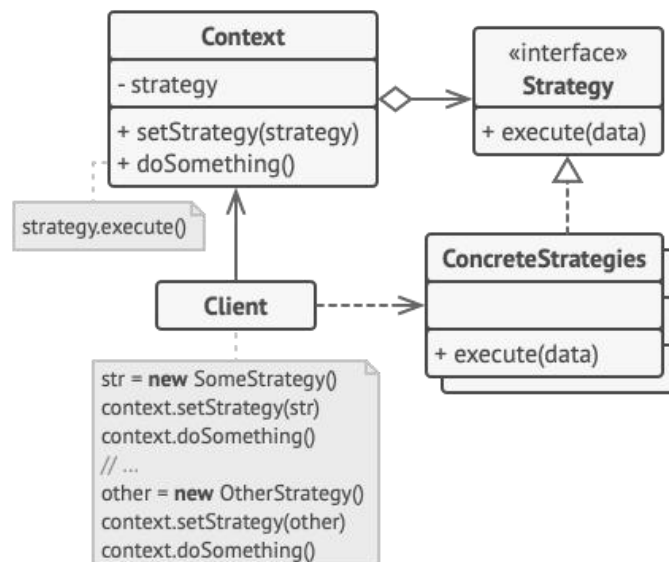 Context
- strategy
+ setStrategy(strategy)
+ doSomething()
«interface»
Strategy
+ execute(data)
strategy.execute()
ConcreteStrategies
+ execute(data)
Client
str = new SomeStrategy()
context.setStrategy(str)
context.doSomething()
// ...
other = new OtherStrategy()
context.setStrategy(other)
context.doSomething()